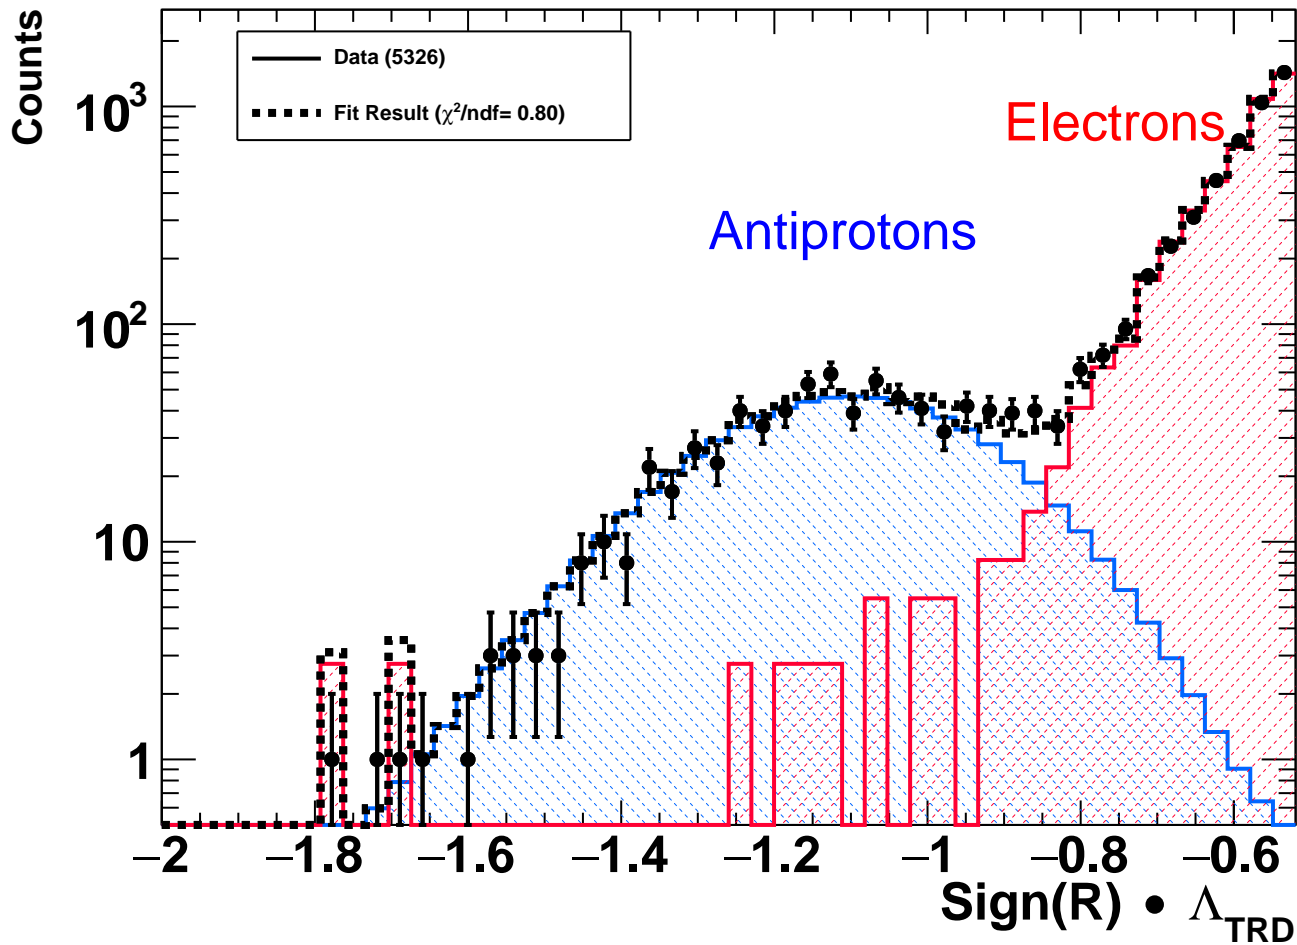 Counts
Data (5326)
Fit Result (χ²/ndf= 0.80)
Electrons
Antiprotons
10³
10²
10
1
−2 −1.8 −1.6 −1.4 −1.2 −1 −0.8 −0.6
Sign(R) • Λ_TRD